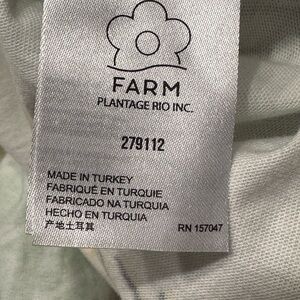 FARM
PLANTAGE RIO INC.
279112
MADE IN TURKEY
FABRIQUÉ EN TURQUIE
FABRICADO NA TURQUIA
HECHO EN TURQUIA
产地土耳其
RN 157047